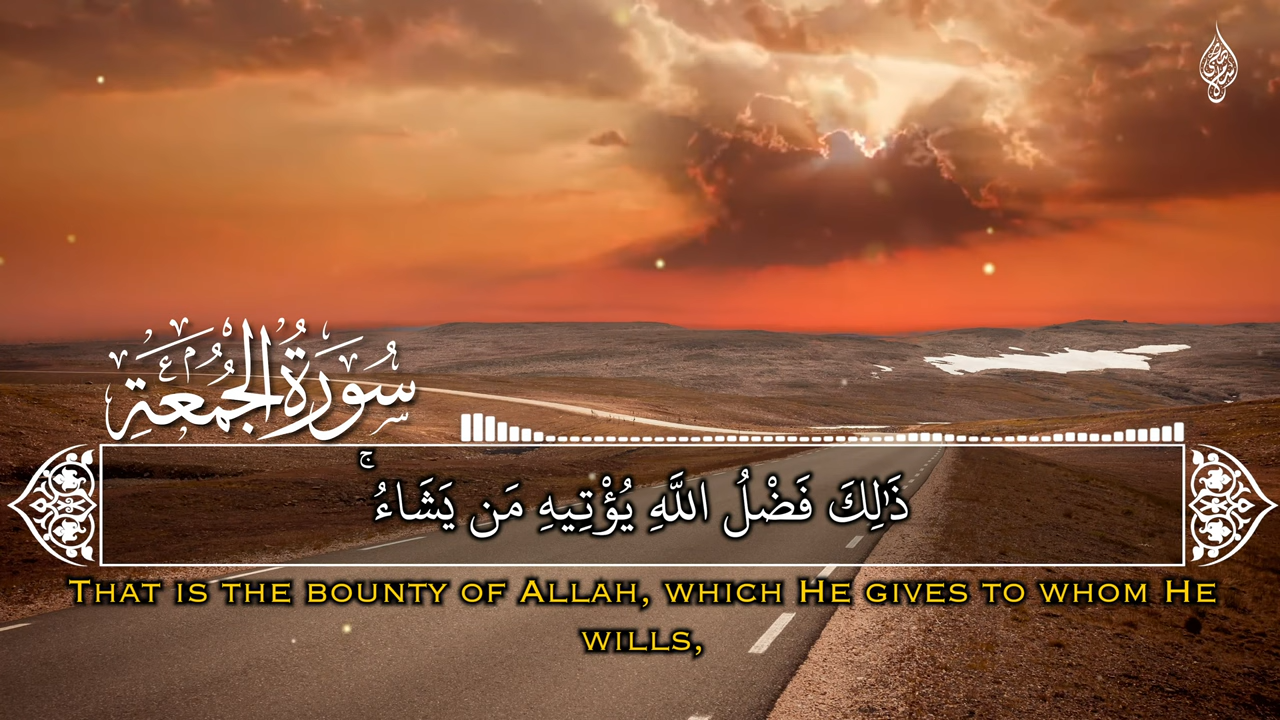 سُورَةُ الجُمُعَةِ
ذَٰلِكَ فَضْلُ اللَّهِ يُؤْتِيهِ مَن يَشَاءُ ۚ
THAT IS THE BOUNTY OF ALLAH, WHICH HE GIVES TO WHOM HE
WILLS,